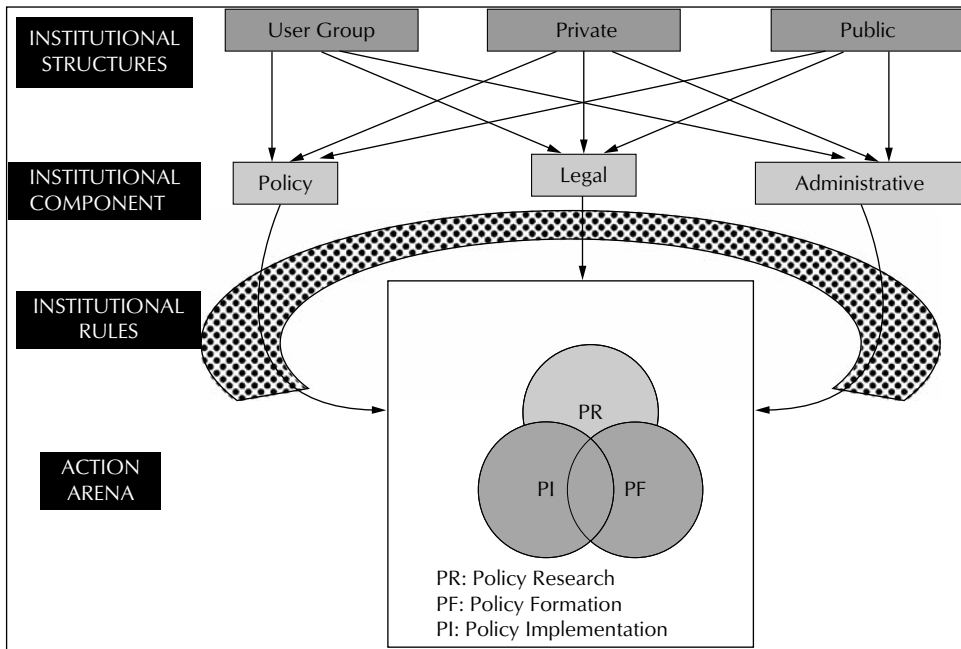 INSTITUTIONAL
STRUCTURES
User Group
Private
Public
INSTITUTIONAL
COMPONENT
Policy
Legal
Administrative
INSTITUTIONAL
RULES
ACTION
ARENA
PR
PI
PF
PR: Policy Research
PF: Policy Formation
PI: Policy Implementation